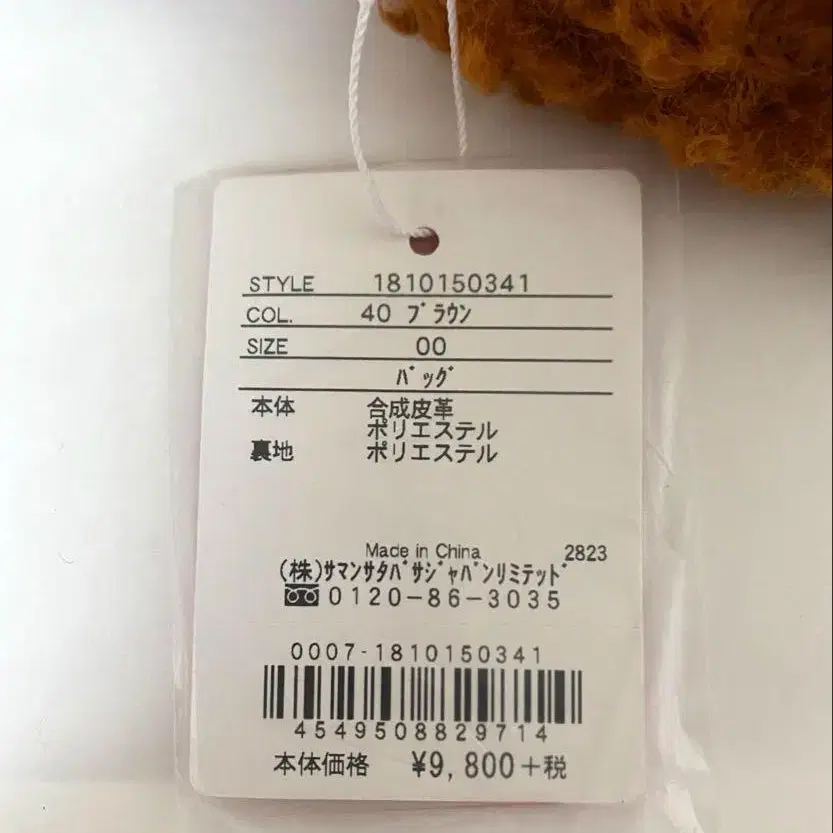 STYLE 1810150341
COL. 40 ﾌﾞﾗｳﾝ
SIZE 00
ﾊﾞｯｸﾞ
本体 合成皮革
ポリエステル
裏地 ポリエステル
Made in China 2823
(株)ｻﾏﾝｻﾀﾊﾞｻｼﾞｬﾊﾟﾝﾘﾐﾃｯﾄﾞ
0120-86-3035
0007-1810150341
4549508829714
本体価格 ¥9,800+税